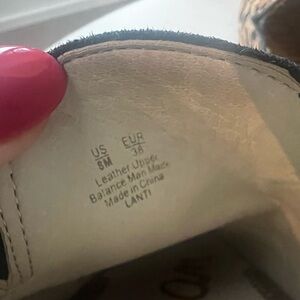 US EUR
8M 38
Leather Upper
Balance Man Made
Made in China
LANTI